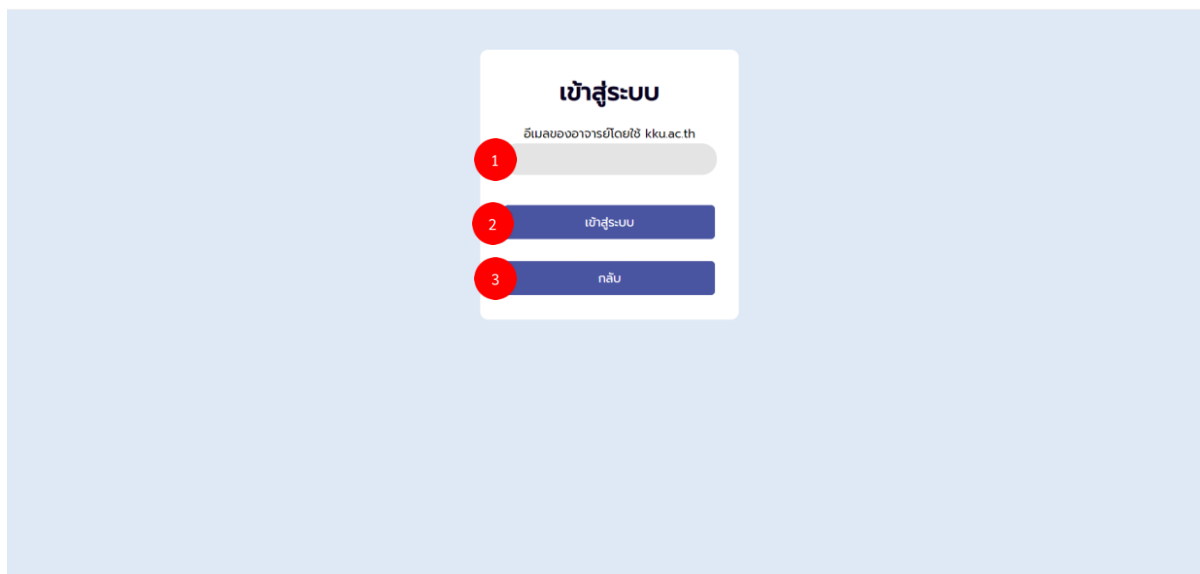 เข้าสู่ระบบ
อีเมลของอาจารย์โดยใช้ kku.ac.th
1
2 เข้าสู่ระบบ
3 กลับ